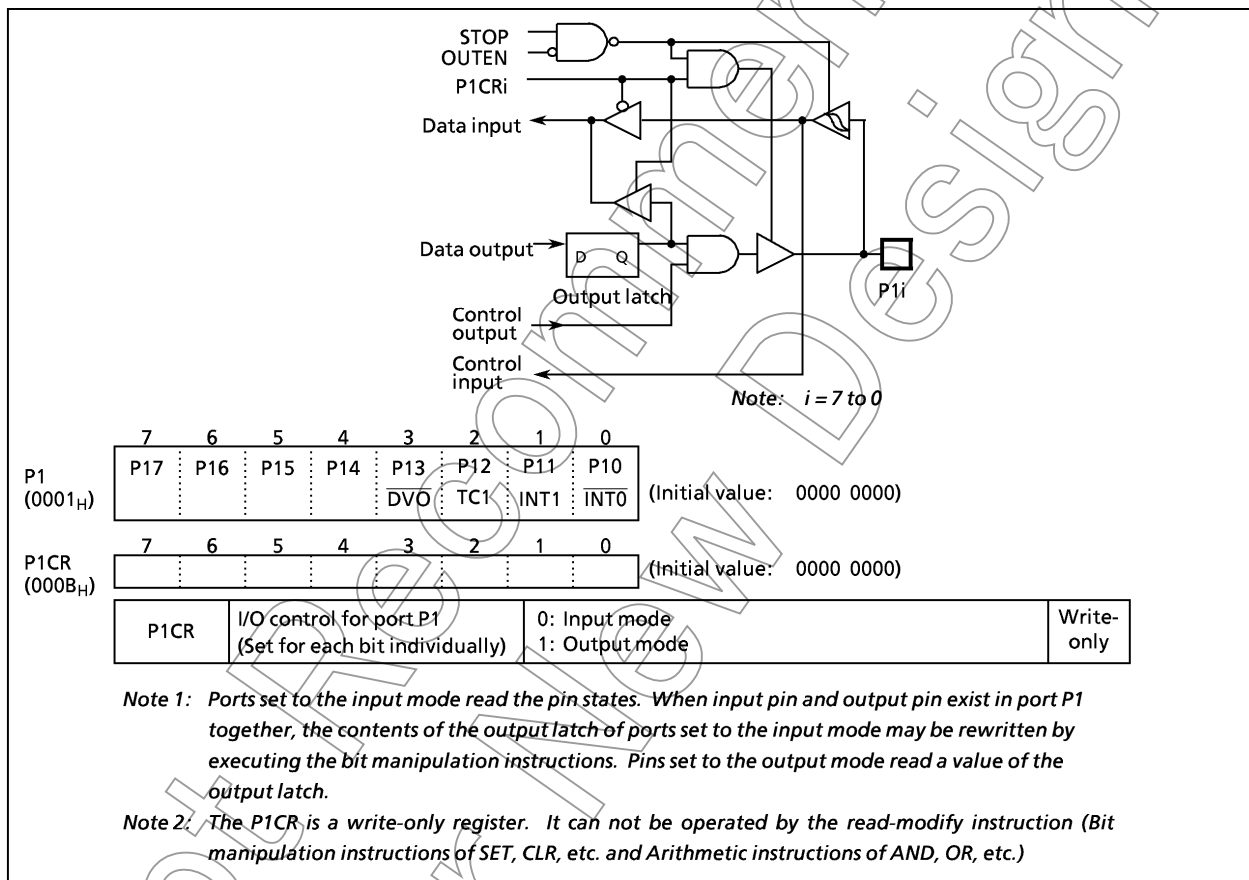 STOP
OUTEN
P1CRi
Data input
Data output
D Q
Output latch
P1i
Control
output
Control
input
Note: i = 7 to 0
7 6 5 4 3 2 1 0
P1
(0001H)
P17 P16 P15 P14 P13 P12 P11 P10
DVO TC1 INT1 INT0
(Initial value: 0000 0000)
7 6 5 4 3 2 1 0
P1CR
(000BH)
(Initial value: 0000 0000)
P1CR
I/O control for port P1
(Set for each bit individually)
0: Input mode
1: Output mode
Write-
only
Note 1: Ports set to the input mode read the pin states. When input pin and output pin exist in port P1
together, the contents of the output latch of ports set to the input mode may be rewritten by
executing the bit manipulation instructions. Pins set to the output mode read a value of the
output latch.
Note 2: The P1CR is a write-only register. It can not be operated by the read-modify instruction (Bit
manipulation instructions of SET, CLR, etc. and Arithmetic instructions of AND, OR, etc.)